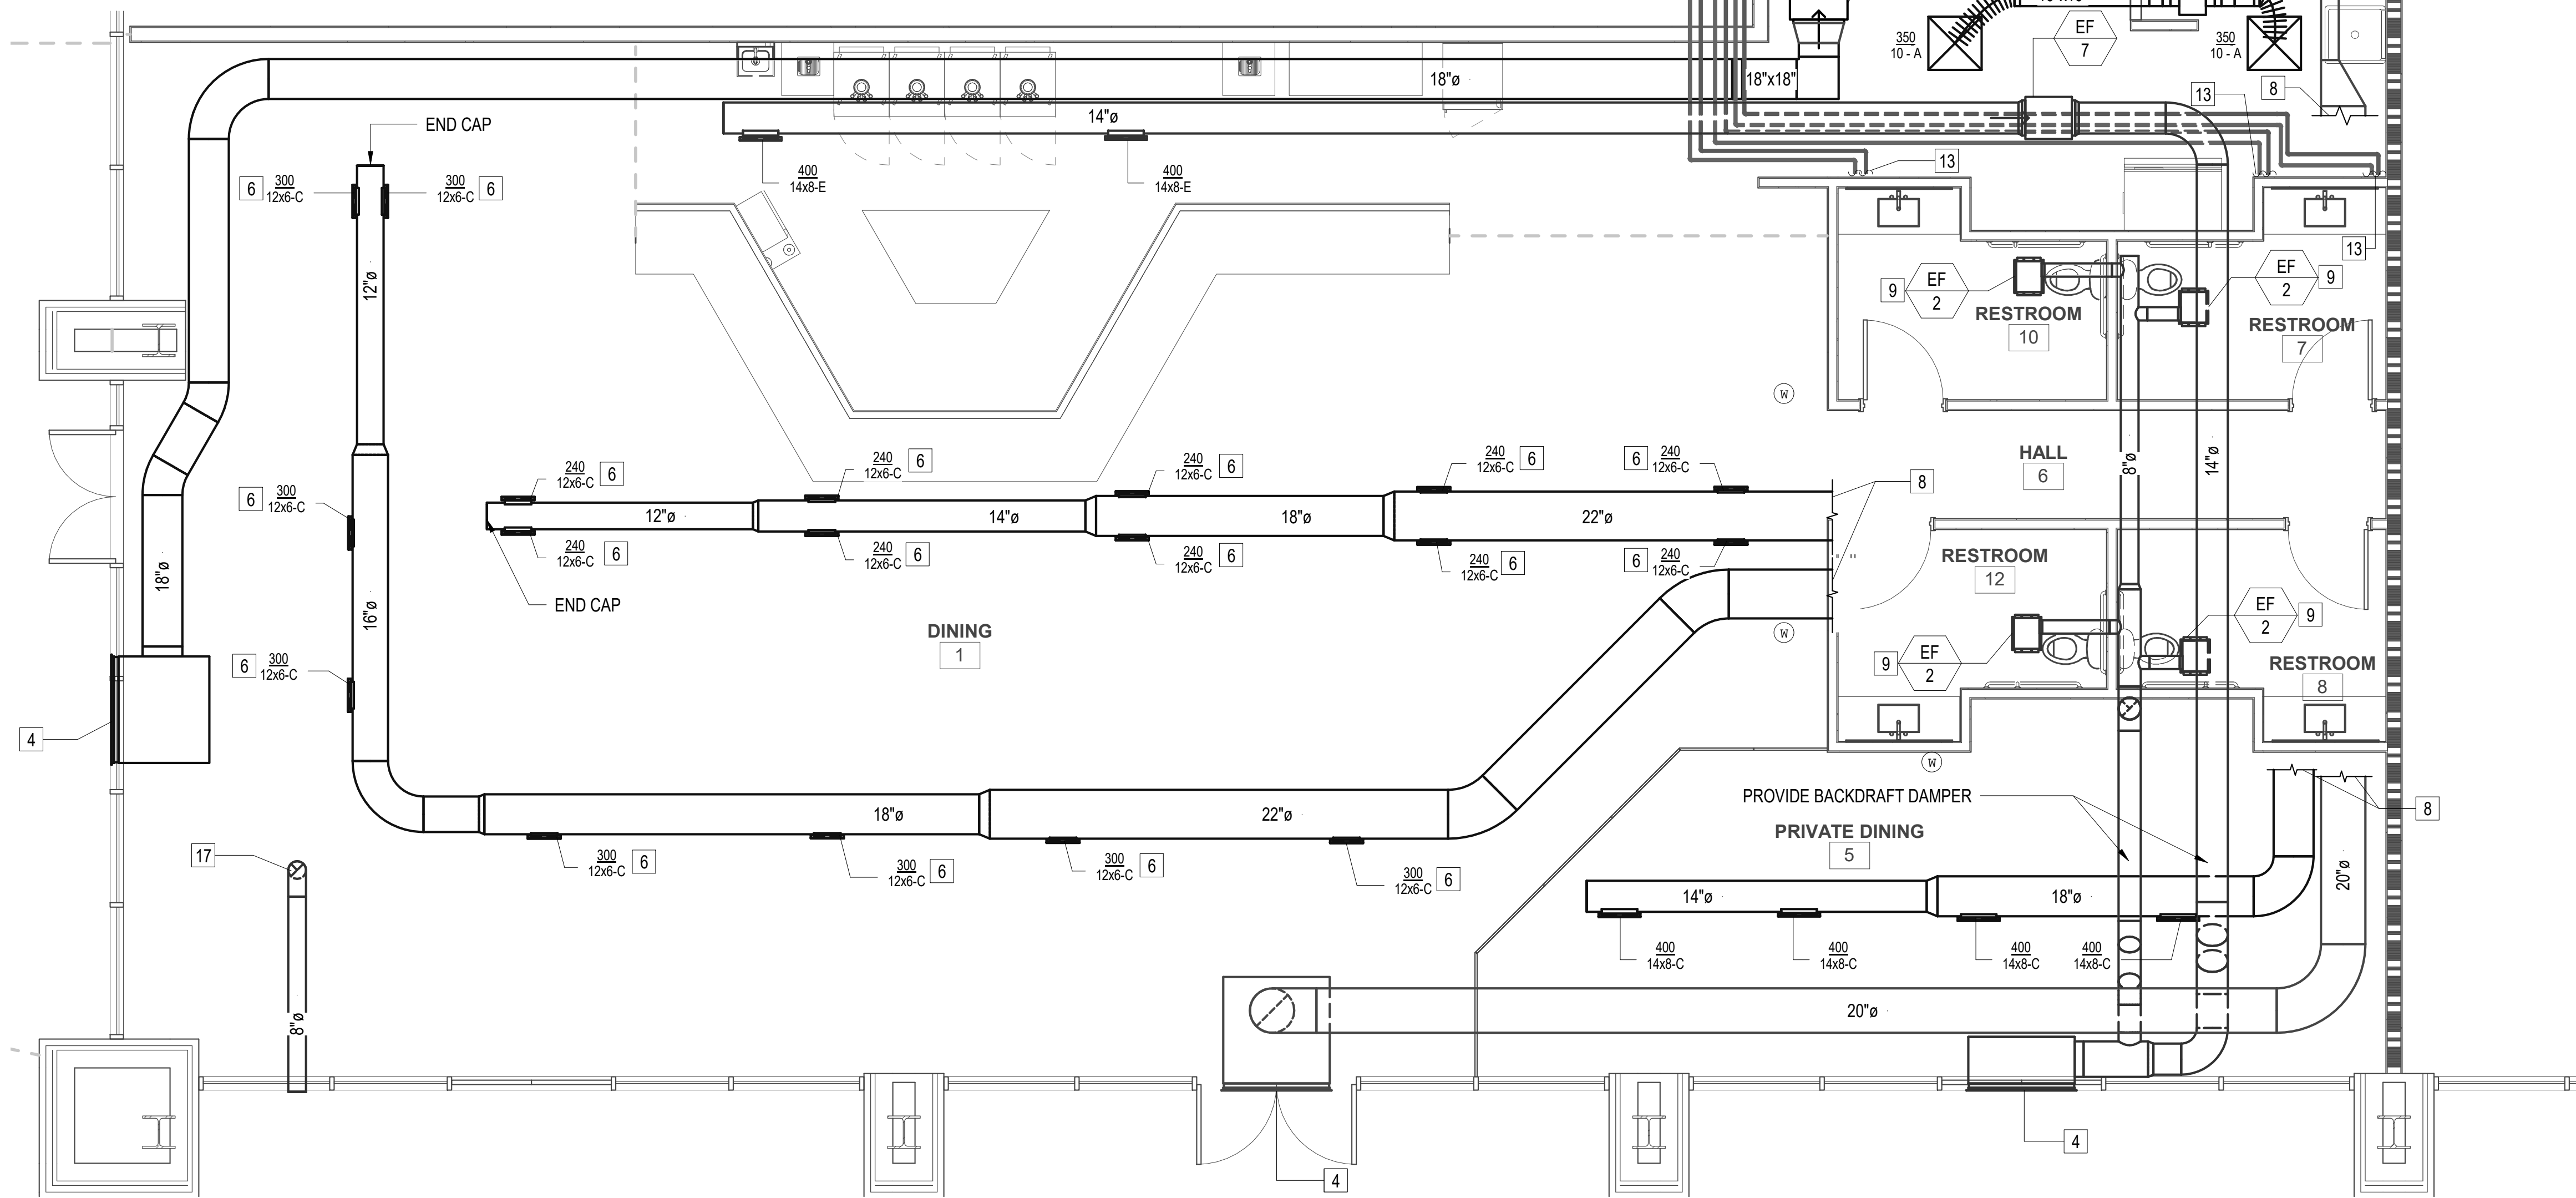 350
10 - A
EF
7
350
10 - A
8
13
18"ø
18"x18"
14"ø
END CAP
400
14x8-E
400
14x8-E
13
13
6
300
12x6-C
300
12x6-C
6
12"ø
9
EF
2
RESTROOM
10
EF
2
9
RESTROOM
7
W
6
300
12x6-C
240
12x6-C
6
240
12x6-C
6
240
12x6-C
6
240
12x6-C
6
6
240
12x6-C
8
HALL
6
8"ø
14"ø
12"ø
14"ø
18"ø
22"ø
240
12x6-C
6
240
12x6-C
6
240
12x6-C
6
240
12x6-C
6
6
240
12x6-C
18"ø
16"ø
END CAP
DINING
1
W
RESTROOM
12
9
EF
2
EF
2
9
RESTROOM
8
6
300
12x6-C
4
W
PROVIDE BACKDRAFT DAMPER
8
18"ø
22"ø
PRIVATE DINING
5
17
300
12x6-C
6
300
12x6-C
6
300
12x6-C
6
300
12x6-C
6
14"ø
18"ø
20"ø
400
14x8-C
400
14x8-C
400
14x8-C
400
14x8-C
8"ø
20"ø
4
4